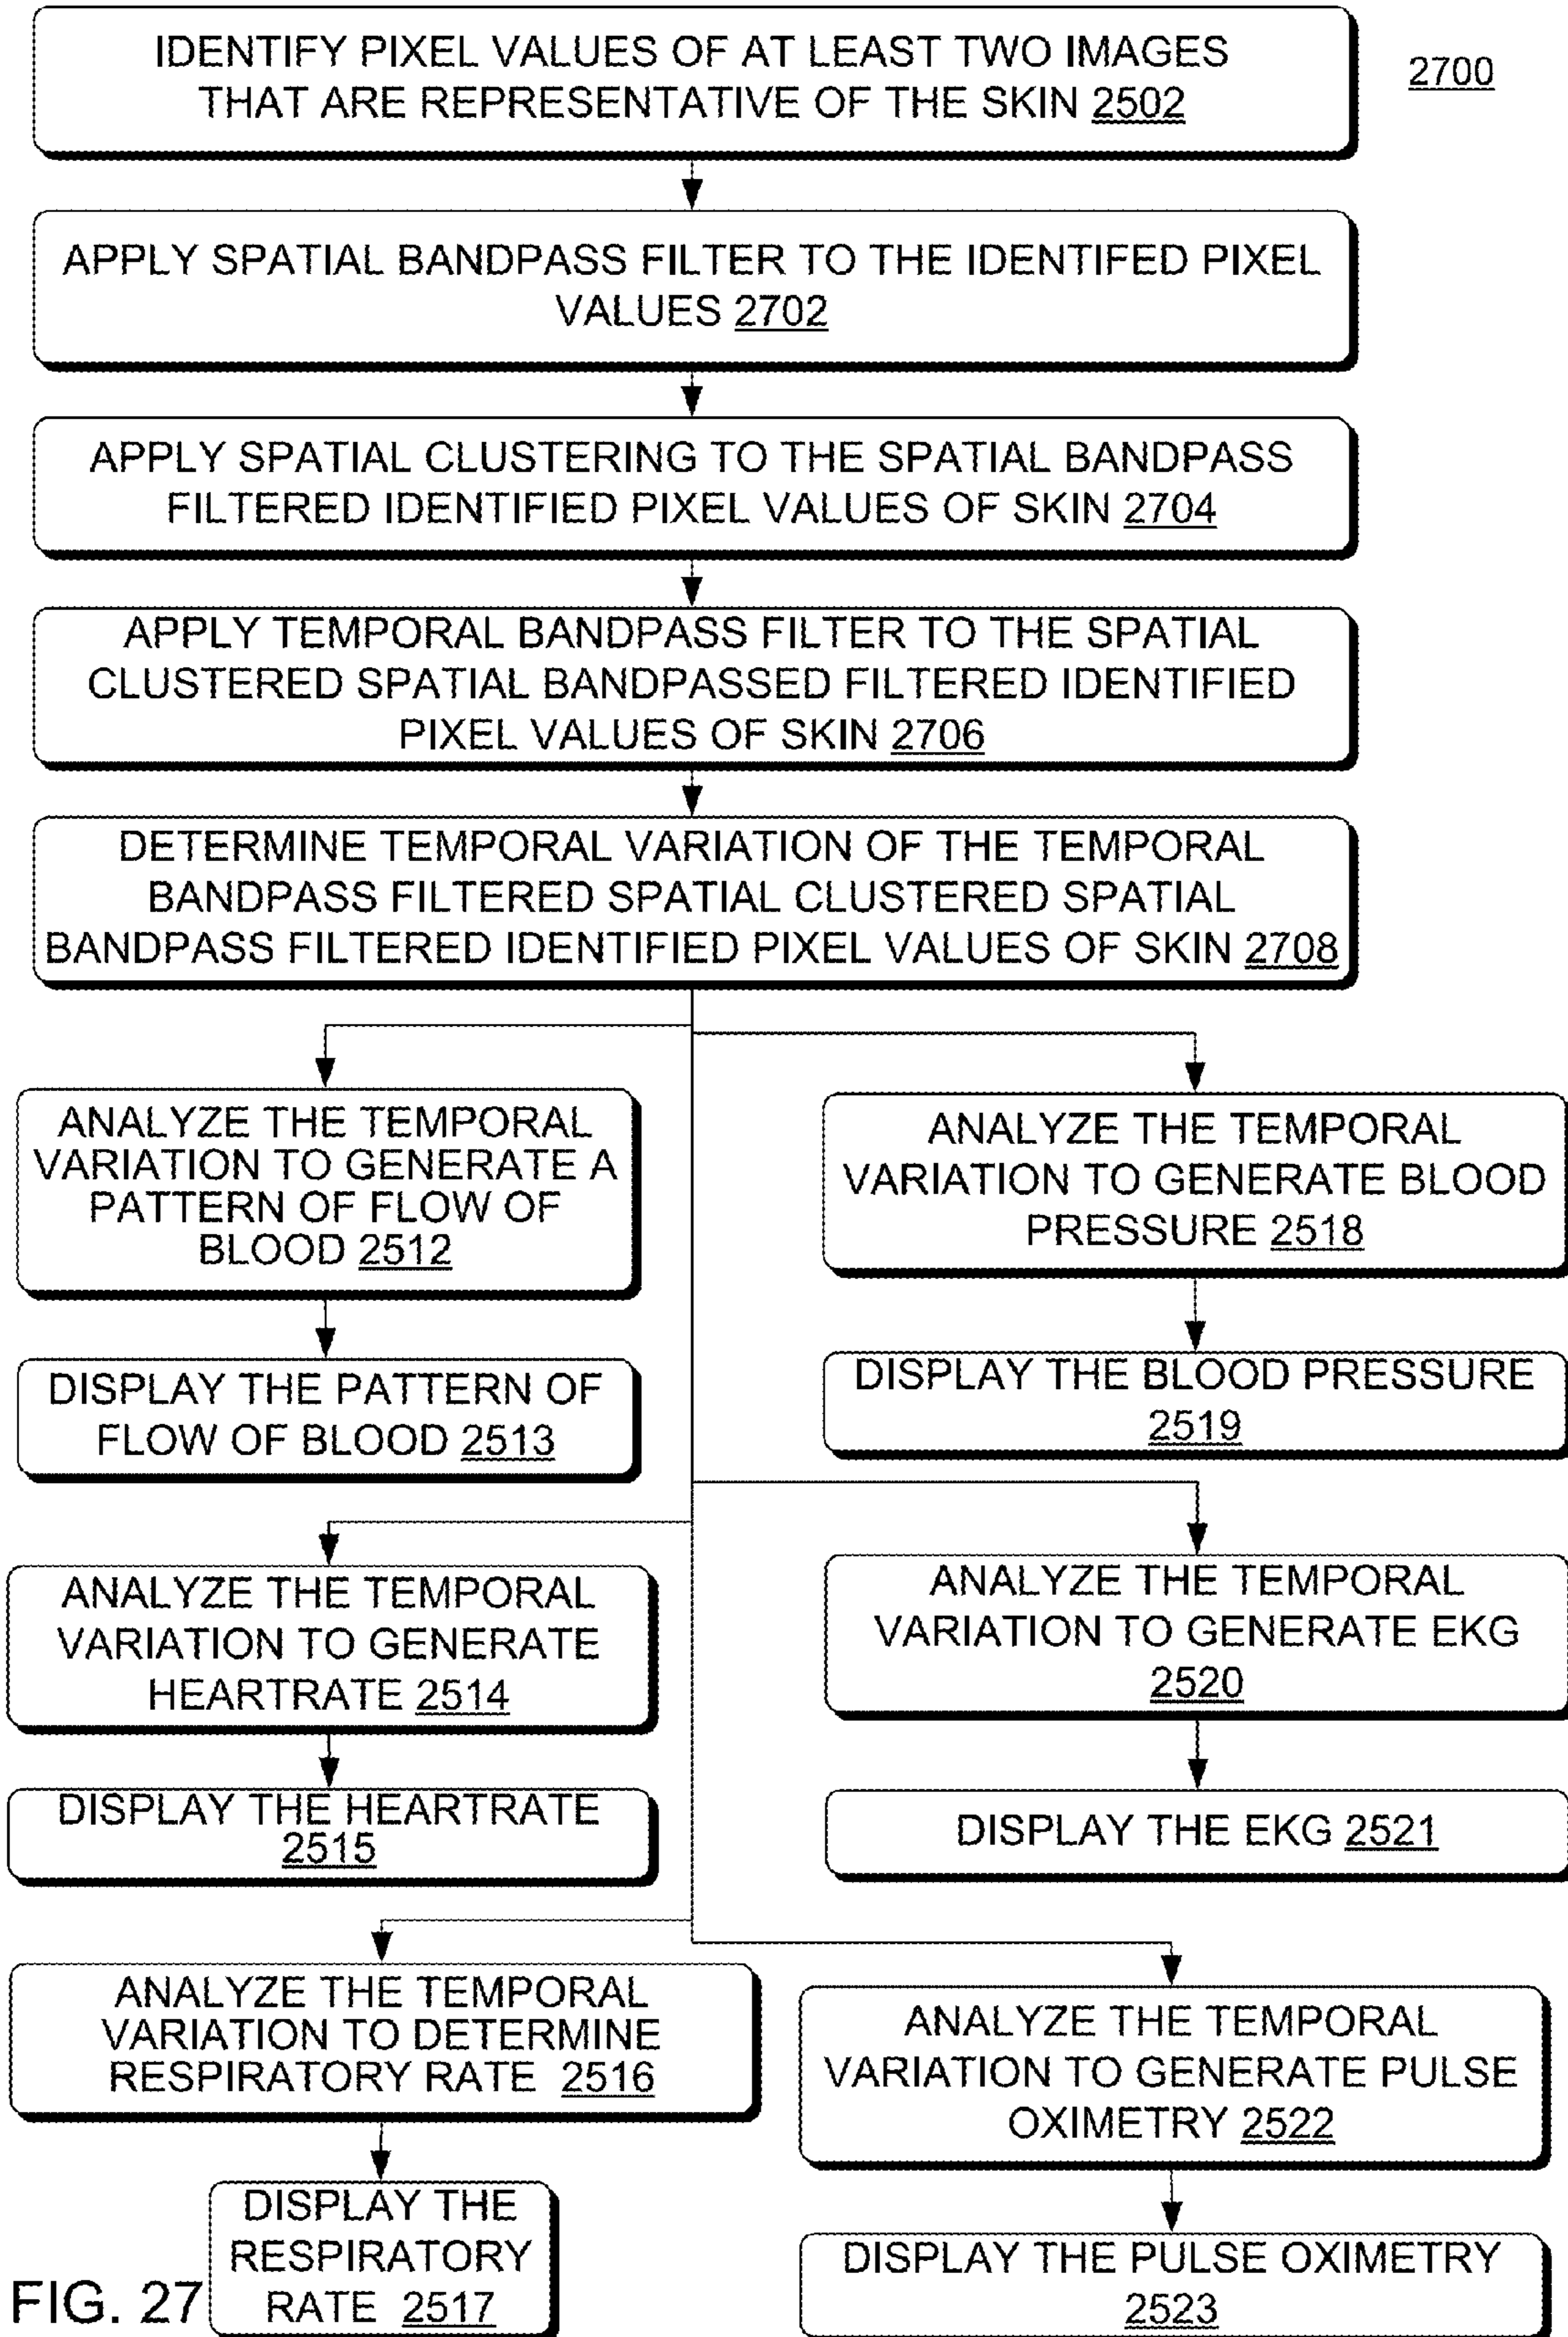 IDENTIFY PIXEL VALUES OF AT LEAST TWO IMAGES
THAT ARE REPRESENTATIVE OF THE SKIN 2502
2700
APPLY SPATIAL BANDPASS FILTER TO THE IDENTIFED PIXEL
VALUES 2702
APPLY SPATIAL CLUSTERING TO THE SPATIAL BANDPASS
FILTERED IDENTIFIED PIXEL VALUES OF SKIN 2704
APPLY TEMPORAL BANDPASS FILTER TO THE SPATIAL
CLUSTERED SPATIAL BANDPASSED FILTERED IDENTIFIED
PIXEL VALUES OF SKIN 2706
DETERMINE TEMPORAL VARIATION OF THE TEMPORAL
BANDPASS FILTERED SPATIAL CLUSTERED SPATIAL
BANDPASS FILTERED IDENTIFIED PIXEL VALUES OF SKIN 2708
ANALYZE THE TEMPORAL
VARIATION TO GENERATE A
PATTERN OF FLOW OF
BLOOD 2512
ANALYZE THE TEMPORAL
VARIATION TO GENERATE BLOOD
PRESSURE 2518
DISPLAY THE PATTERN OF
FLOW OF BLOOD 2513
DISPLAY THE BLOOD PRESSURE
2519
ANALYZE THE TEMPORAL
VARIATION TO GENERATE
HEARTRATE 2514
ANALYZE THE TEMPORAL
VARIATION TO GENERATE EKG
2520
DISPLAY THE HEARTRATE
2515
DISPLAY THE EKG 2521
ANALYZE THE TEMPORAL
VARIATION TO DETERMINE
RESPIRATORY RATE 2516
ANALYZE THE TEMPORAL
VARIATION TO GENERATE PULSE
OXIMETRY 2522
DISPLAY THE
RESPIRATORY
RATE 2517
DISPLAY THE PULSE OXIMETRY
2523
FIG. 27